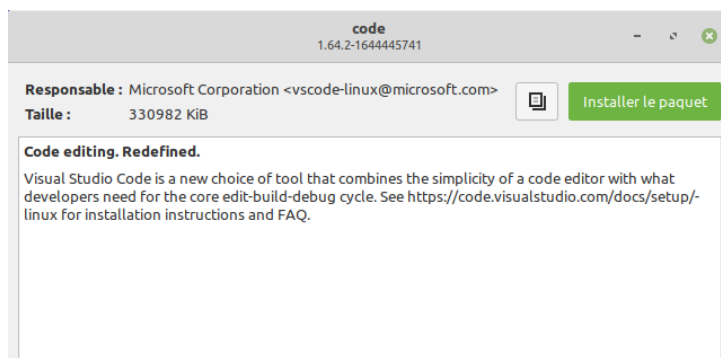 code
1.64.2-1644445741
Responsable : Microsoft Corporation <vscode-linux@microsoft.com>
Installer le paquet
Taille : 330982 KiB
Code editing. Redefined.
Visual Studio Code is a new choice of tool that combines the simplicity of a code editor with what
developers need for the core edit-build-debug cycle. See https://code.visualstudio.com/docs/setup/-
linux for installation instructions and FAQ.